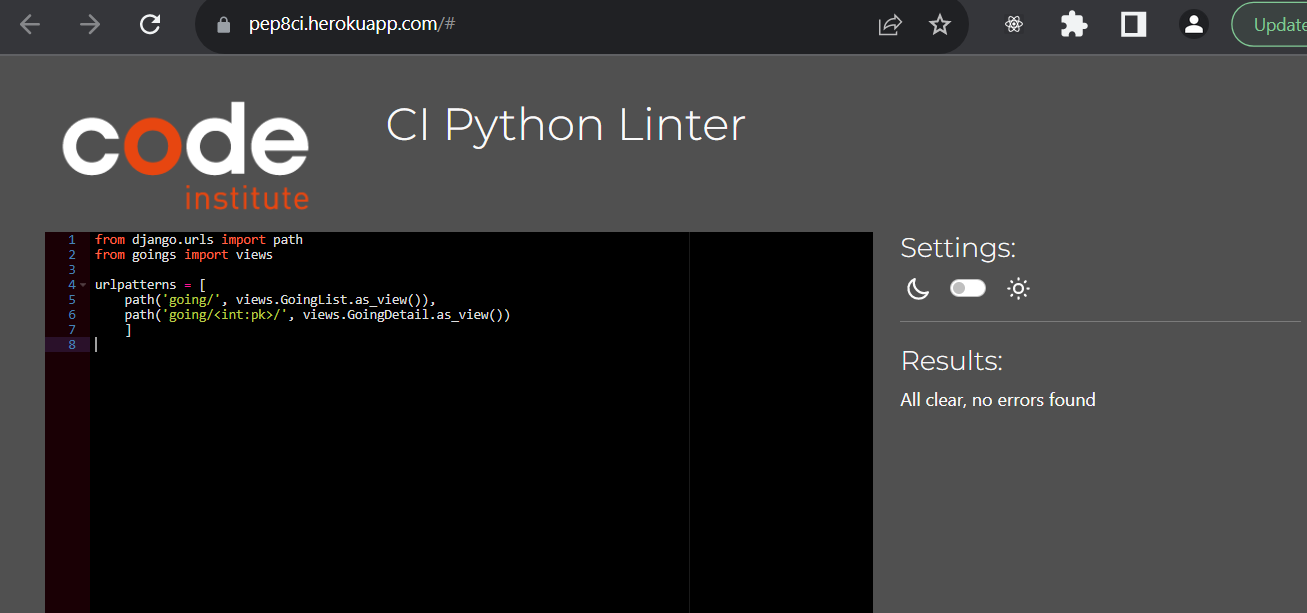 pep8ci.herokuapp.com/#
Update
code
institute
CI Python Linter
1 from django.urls import path
2 from goings import views
3
4 urlpatterns = [
5     path('going/', views.GoingList.as_view()),
6     path('going/<int:pk>/', views.GoingDetail.as_view())
7     ]
8
Settings:
Results:
All clear, no errors found